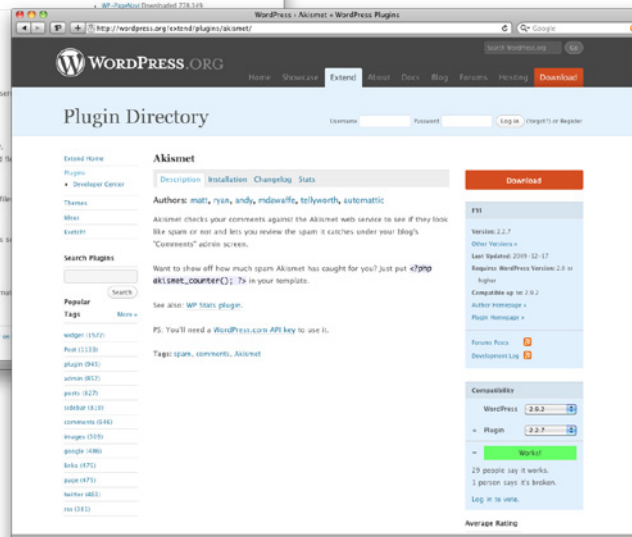 WP-PageNavi Downloaded 728,149
WordPress › Akismet « WordPress Plugins
http://wordpress.org/extend/plugins/akismet/
Google
WORDPRESS.ORG
Search WordPress.org
Go
Home Showcase Extend About Docs Blog Forums Hosting Download
Plugin Directory
Username Password Log in (forgot?) or Register
Extend Home
Plugins
Developer Center
Themes
Ideas
Kvetch!
Search Plugins
Search
Popular
Tags More »
widget (1522)
Post (1133)
plugin (945)
admin (852)
posts (827)
sidebar (818)
comments (646)
images (509)
google (486)
links (475)
page (475)
twitter (463)
rss (383)
Akismet
Description Installation Changelog Stats
Authors: matt, ryan, andy, mdawaffe, tellyworth, automattic
Akismet checks your comments against the Akismet web service to see if they look
like spam or not and lets you review the spam it catches under your blog's
"Comments" admin screen.
Want to show off how much spam Akismet has caught for you? Just put <?php
akismet_counter(); ?> in your template.
See also: WP Stats plugin.
PS: You'll need a WordPress.com API key to use it.
Tags: spam, comments, Akismet
Download
FYI
Version: 2.2.7
Other Versions »
Last Updated: 2009-12-17
Requires WordPress Version: 2.0 or
higher
Compatible up to: 2.9.2
Author Homepage »
Plugin Homepage »
Forums Posts
Development Log
Compatibility
WordPress 2.9.2
+ Plugin 2.2.7
= Works!
29 people say it works.
1 person says it's broken.
Log in to vote.
Average Rating